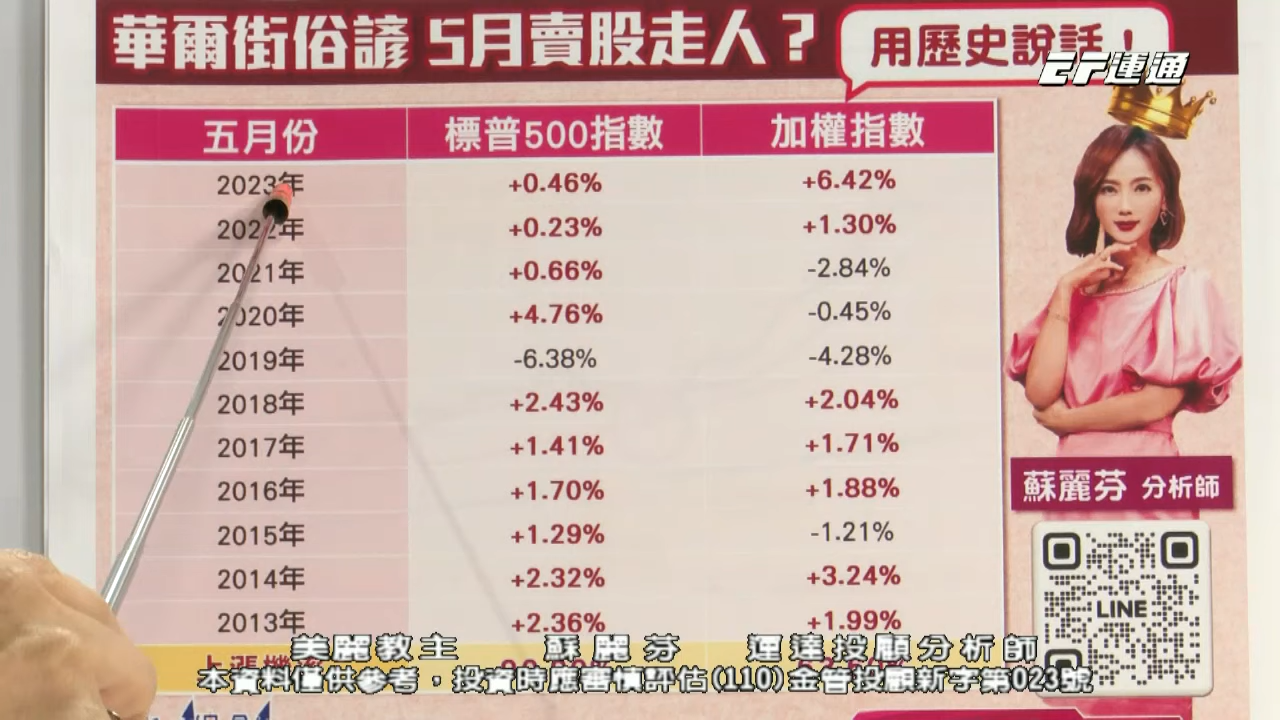 華爾街俗諺 5月賣股走人？
用歷史說話！
EF運通
五月份 標普500指數 加權指數
2023年 +0.46% +6.42%
2022年 +0.23% +1.30%
2021年 +0.66% -2.84%
2020年 +4.76% -0.45%
2019年 -6.38% -4.28%
2018年 +2.43% +2.04%
2017年 +1.41% +1.71%
2016年 +1.70% +1.88%
2015年 +1.29% -1.21%
2014年 +2.32% +3.24%
2013年 +2.36% +1.99%
蘇麗芬 分析師
LINE
美麗教主 蘇麗芬 運達投顧分析師
本資料僅供參考，投資時應審慎評估(110)金管投顧新字第023號